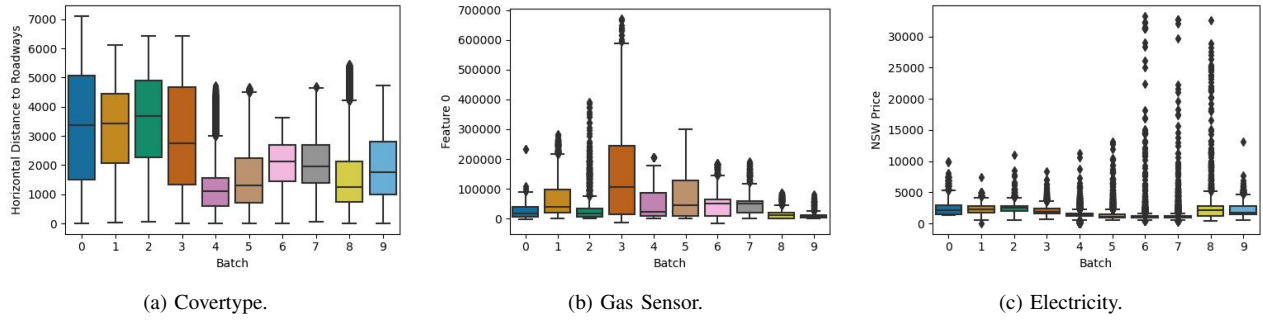 Horizontal Distance to Roadways
7000
6000
5000
4000
3000
2000
1000
0
0 1 2 3 4 5 6 7 8 9
Batch
(a) Covertype.
Feature 0
700000
600000
500000
400000
300000
200000
100000
0
0 1 2 3 4 5 6 7 8 9
Batch
(b) Gas Sensor.
NSW Price
35000
30000
25000
20000
15000
10000
5000
0
0 1 2 3 4 5 6 7 8 9
Batch
(c) Electricity.